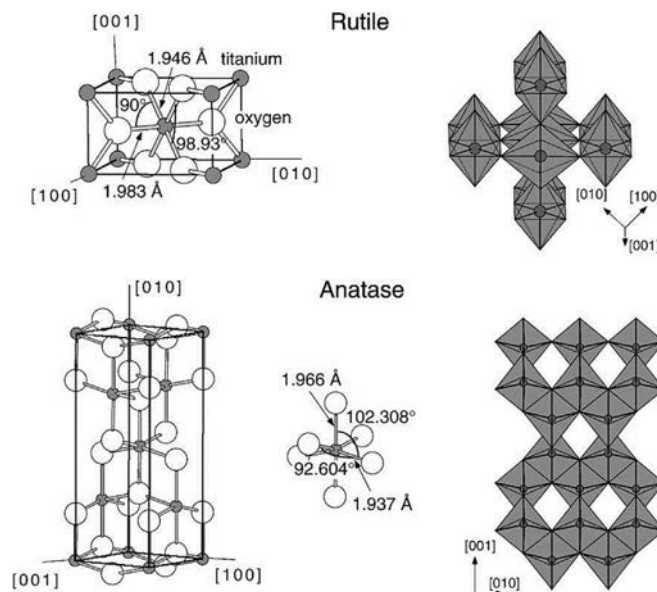 Rutile
[001]
1.946 Å
titanium
90°
oxygen
98.93°
[100]
1.983 Å
[010]
[010]
[100]
[001]
Anatase
[010]
1.966 Å
102.308°
92.604°
1.937 Å
[001]
[100]
[001]
[010]